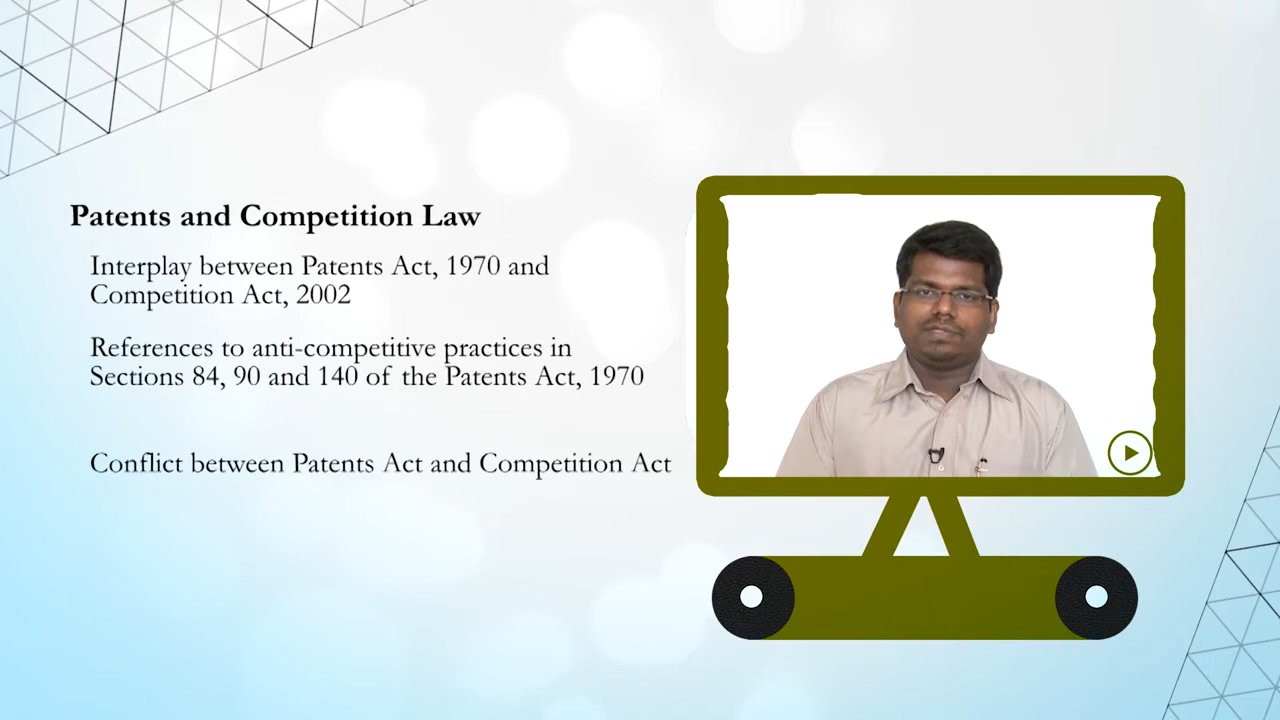 Patents and Competition Law
Interplay between Patents Act, 1970 and
Competition Act, 2002
References to anti-competitive practices in
Sections 84, 90 and 140 of the Patents Act, 1970
Conflict between Patents Act and Competition Act